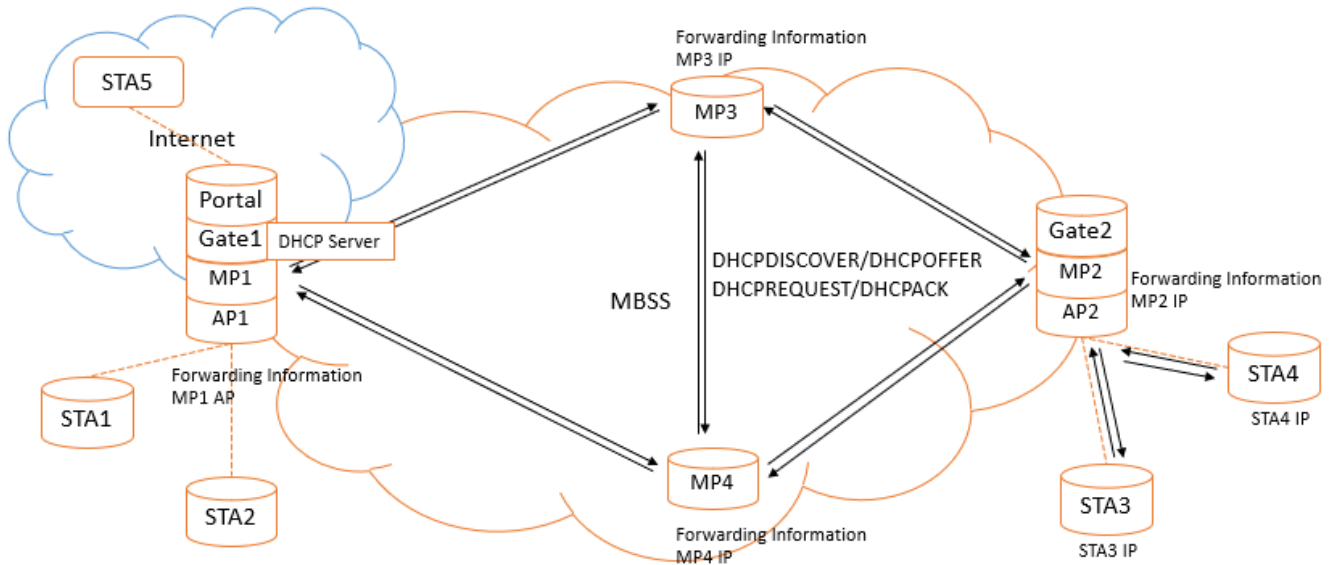 Forwarding Information
MP3 IP
STA5
MP3
Internet
Portal
Gate1
DHCP Server
MP1
AP1
Gate2
MP2
AP2
DHCPDISCOVER/DHCPOFFER
DHCPREQUEST/DHCPACK
MBSS
Forwarding Information
MP2 IP
Forwarding Information
MP1 AP
STA1
STA2
STA4
STA4 IP
MP4
Forwarding Information
MP4 IP
STA3
STA3 IP